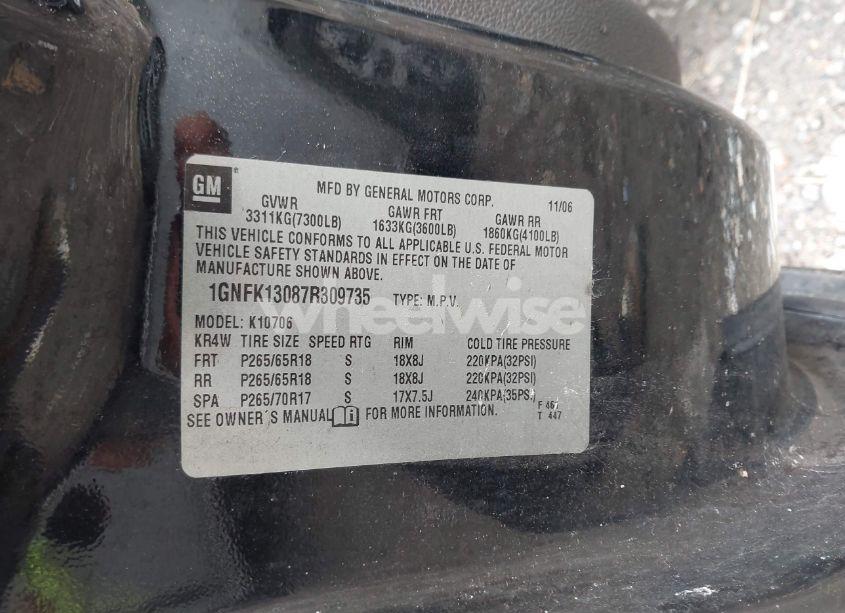 GM
MFD BY GENERAL MOTORS CORP. 11/06
GVWR GAWR FRT GAWR RR
3311KG(7300LB) 1633KG(3600LB) 1860KG(4100LB)
THIS VEHICLE CONFORMS TO ALL APPLICABLE U.S. FEDERAL MOTOR
VEHICLE SAFETY STANDARDS IN EFFECT ON THE DATE OF
MANUFACTURE SHOWN ABOVE.
1GNFK13087R309735 TYPE: M.P.V.
wheelwise
MODEL: K10706
KR4W TIRE SIZE SPEED RTG RIM COLD TIRE PRESSURE
FRT P265/65R18 S 18X8J 220KPA(32PSI)
RR P265/65R18 S 18X8J 220KPA(32PSI)
SPA P265/70R17 S 17X7.5J 240KPA(35PSI)
SEE OWNER'S MANUAL FOR MORE INFORMATION.
F 467
T 447